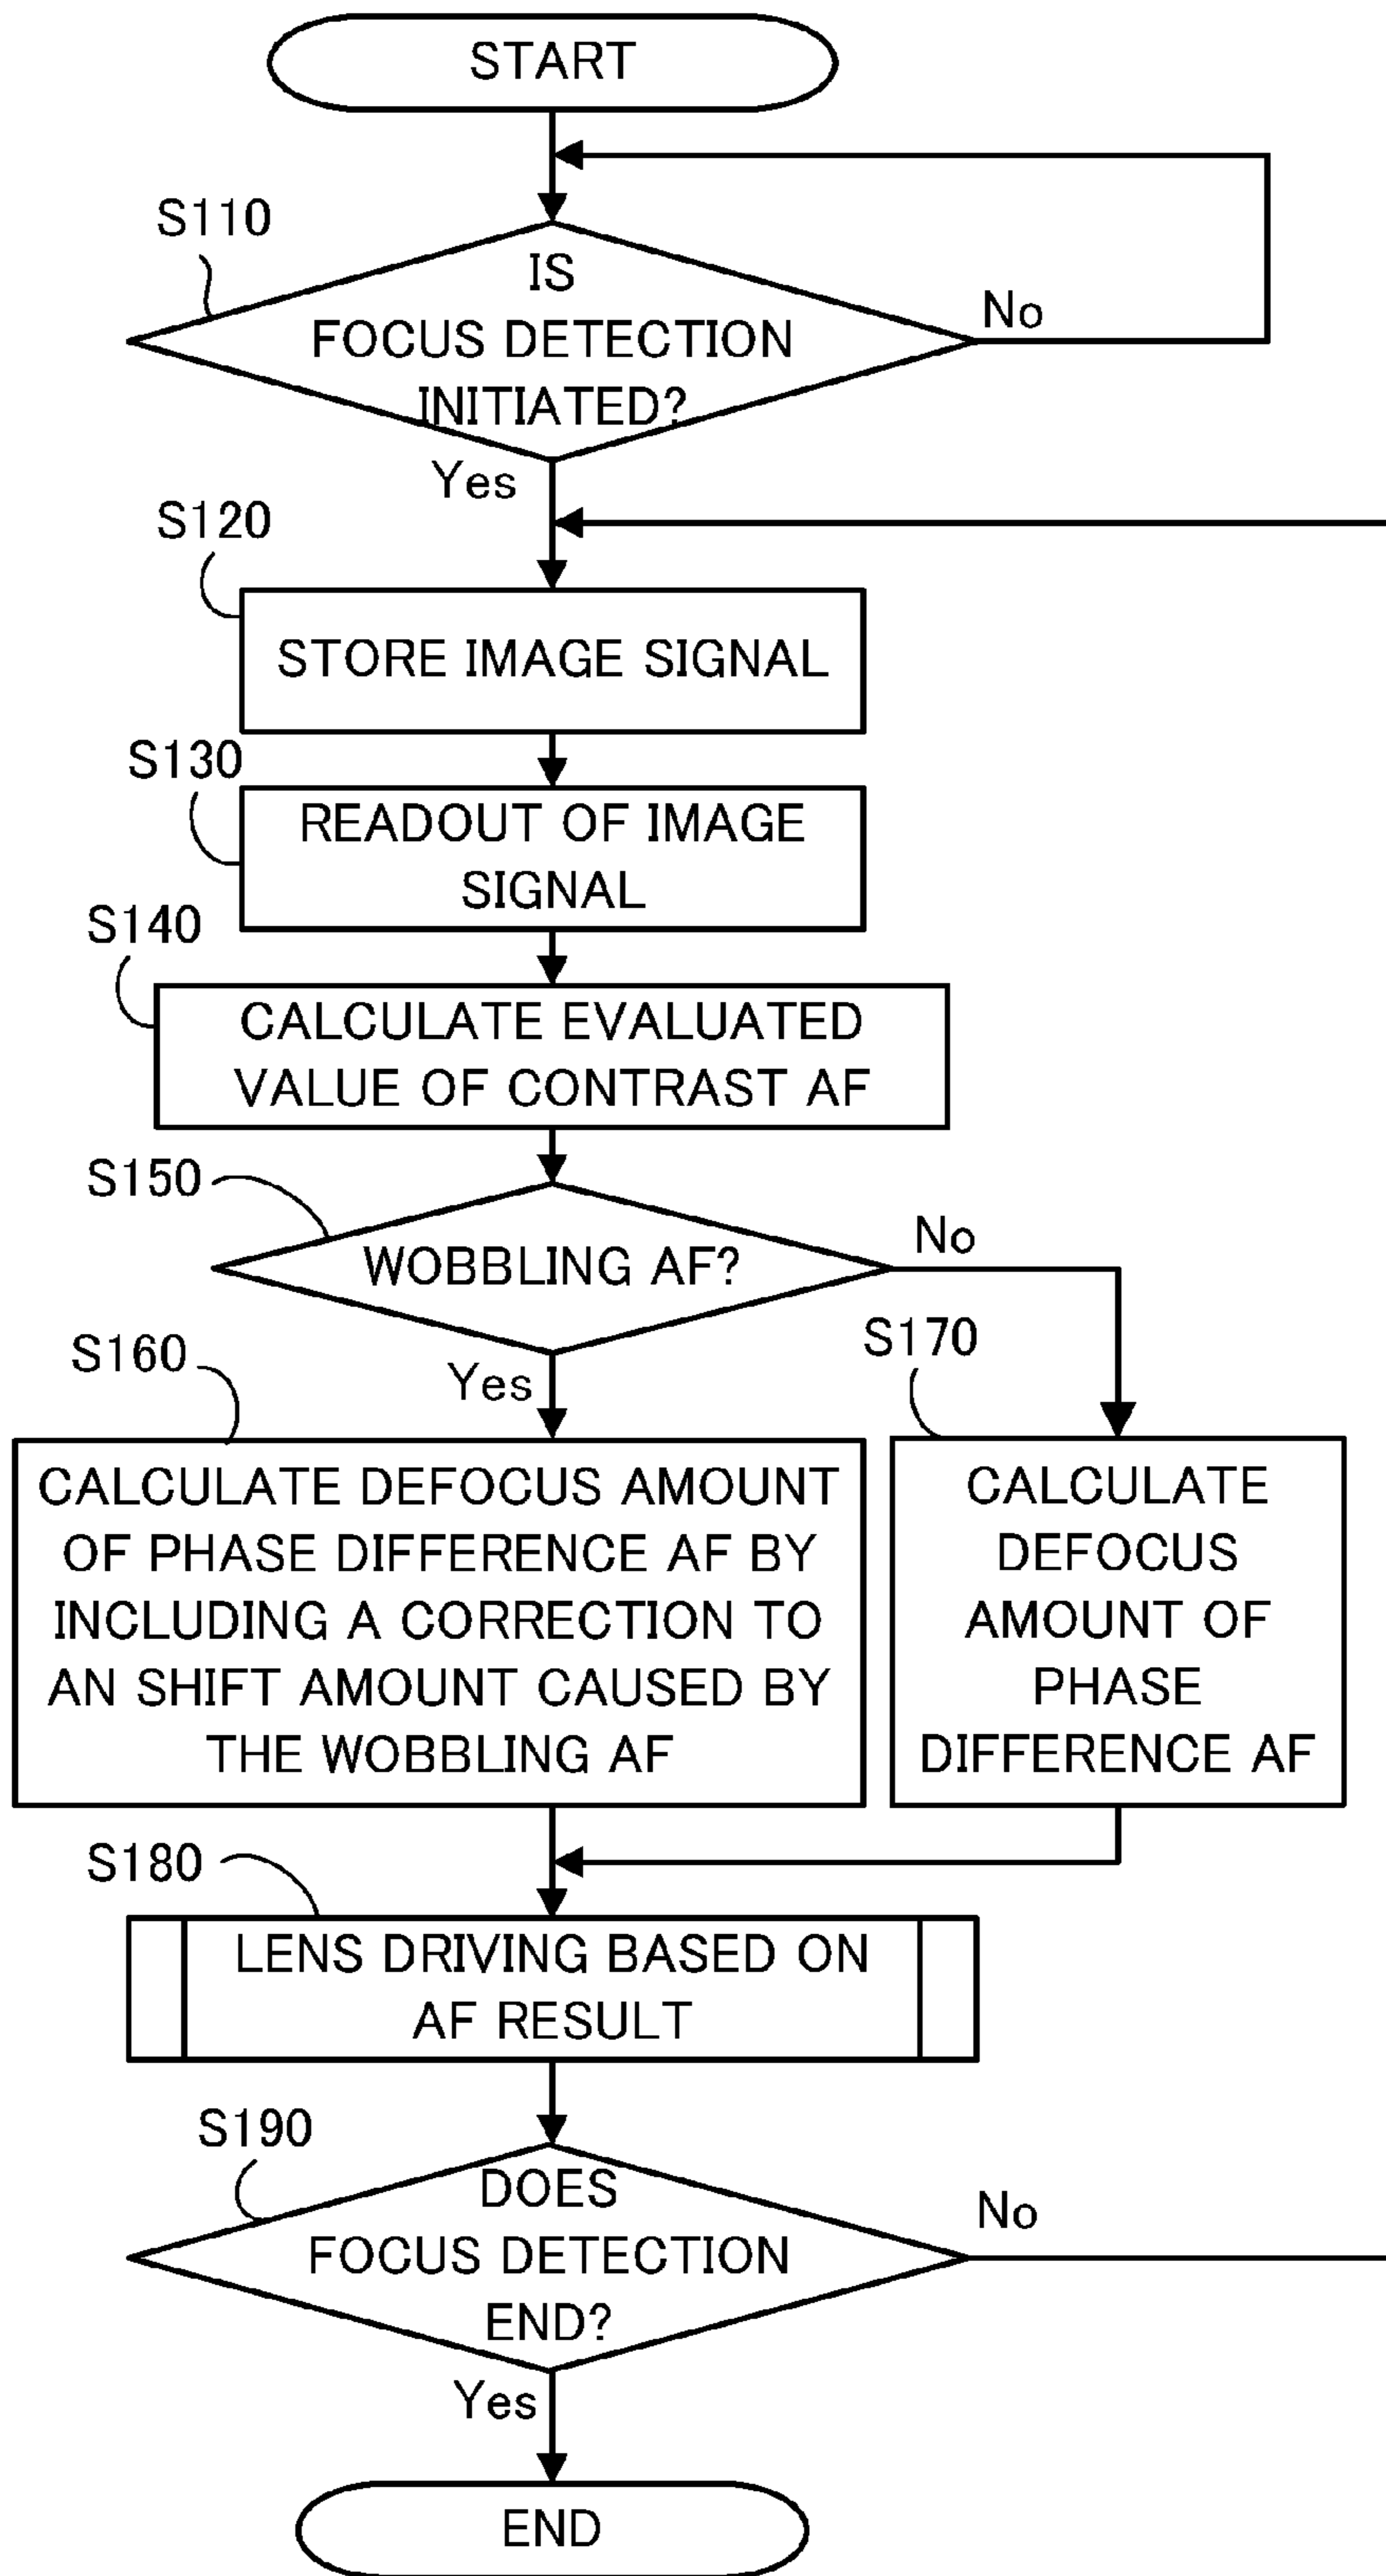 START
S110
IS
FOCUS DETECTION
INITIATED?
No
Yes
S120
STORE IMAGE SIGNAL
S130
READOUT OF IMAGE
SIGNAL
S140
CALCULATE EVALUATED
VALUE OF CONTRAST AF
S150
WOBBLING AF?
No
Yes
S160
CALCULATE DEFOCUS AMOUNT
OF PHASE DIFFERENCE AF BY
INCLUDING A CORRECTION TO
AN SHIFT AMOUNT CAUSED BY
THE WOBBLING AF
S170
CALCULATE
DEFOCUS
AMOUNT OF
PHASE
DIFFERENCE AF
S180
LENS DRIVING BASED ON
AF RESULT
S190
DOES
FOCUS DETECTION
END?
No
Yes
END